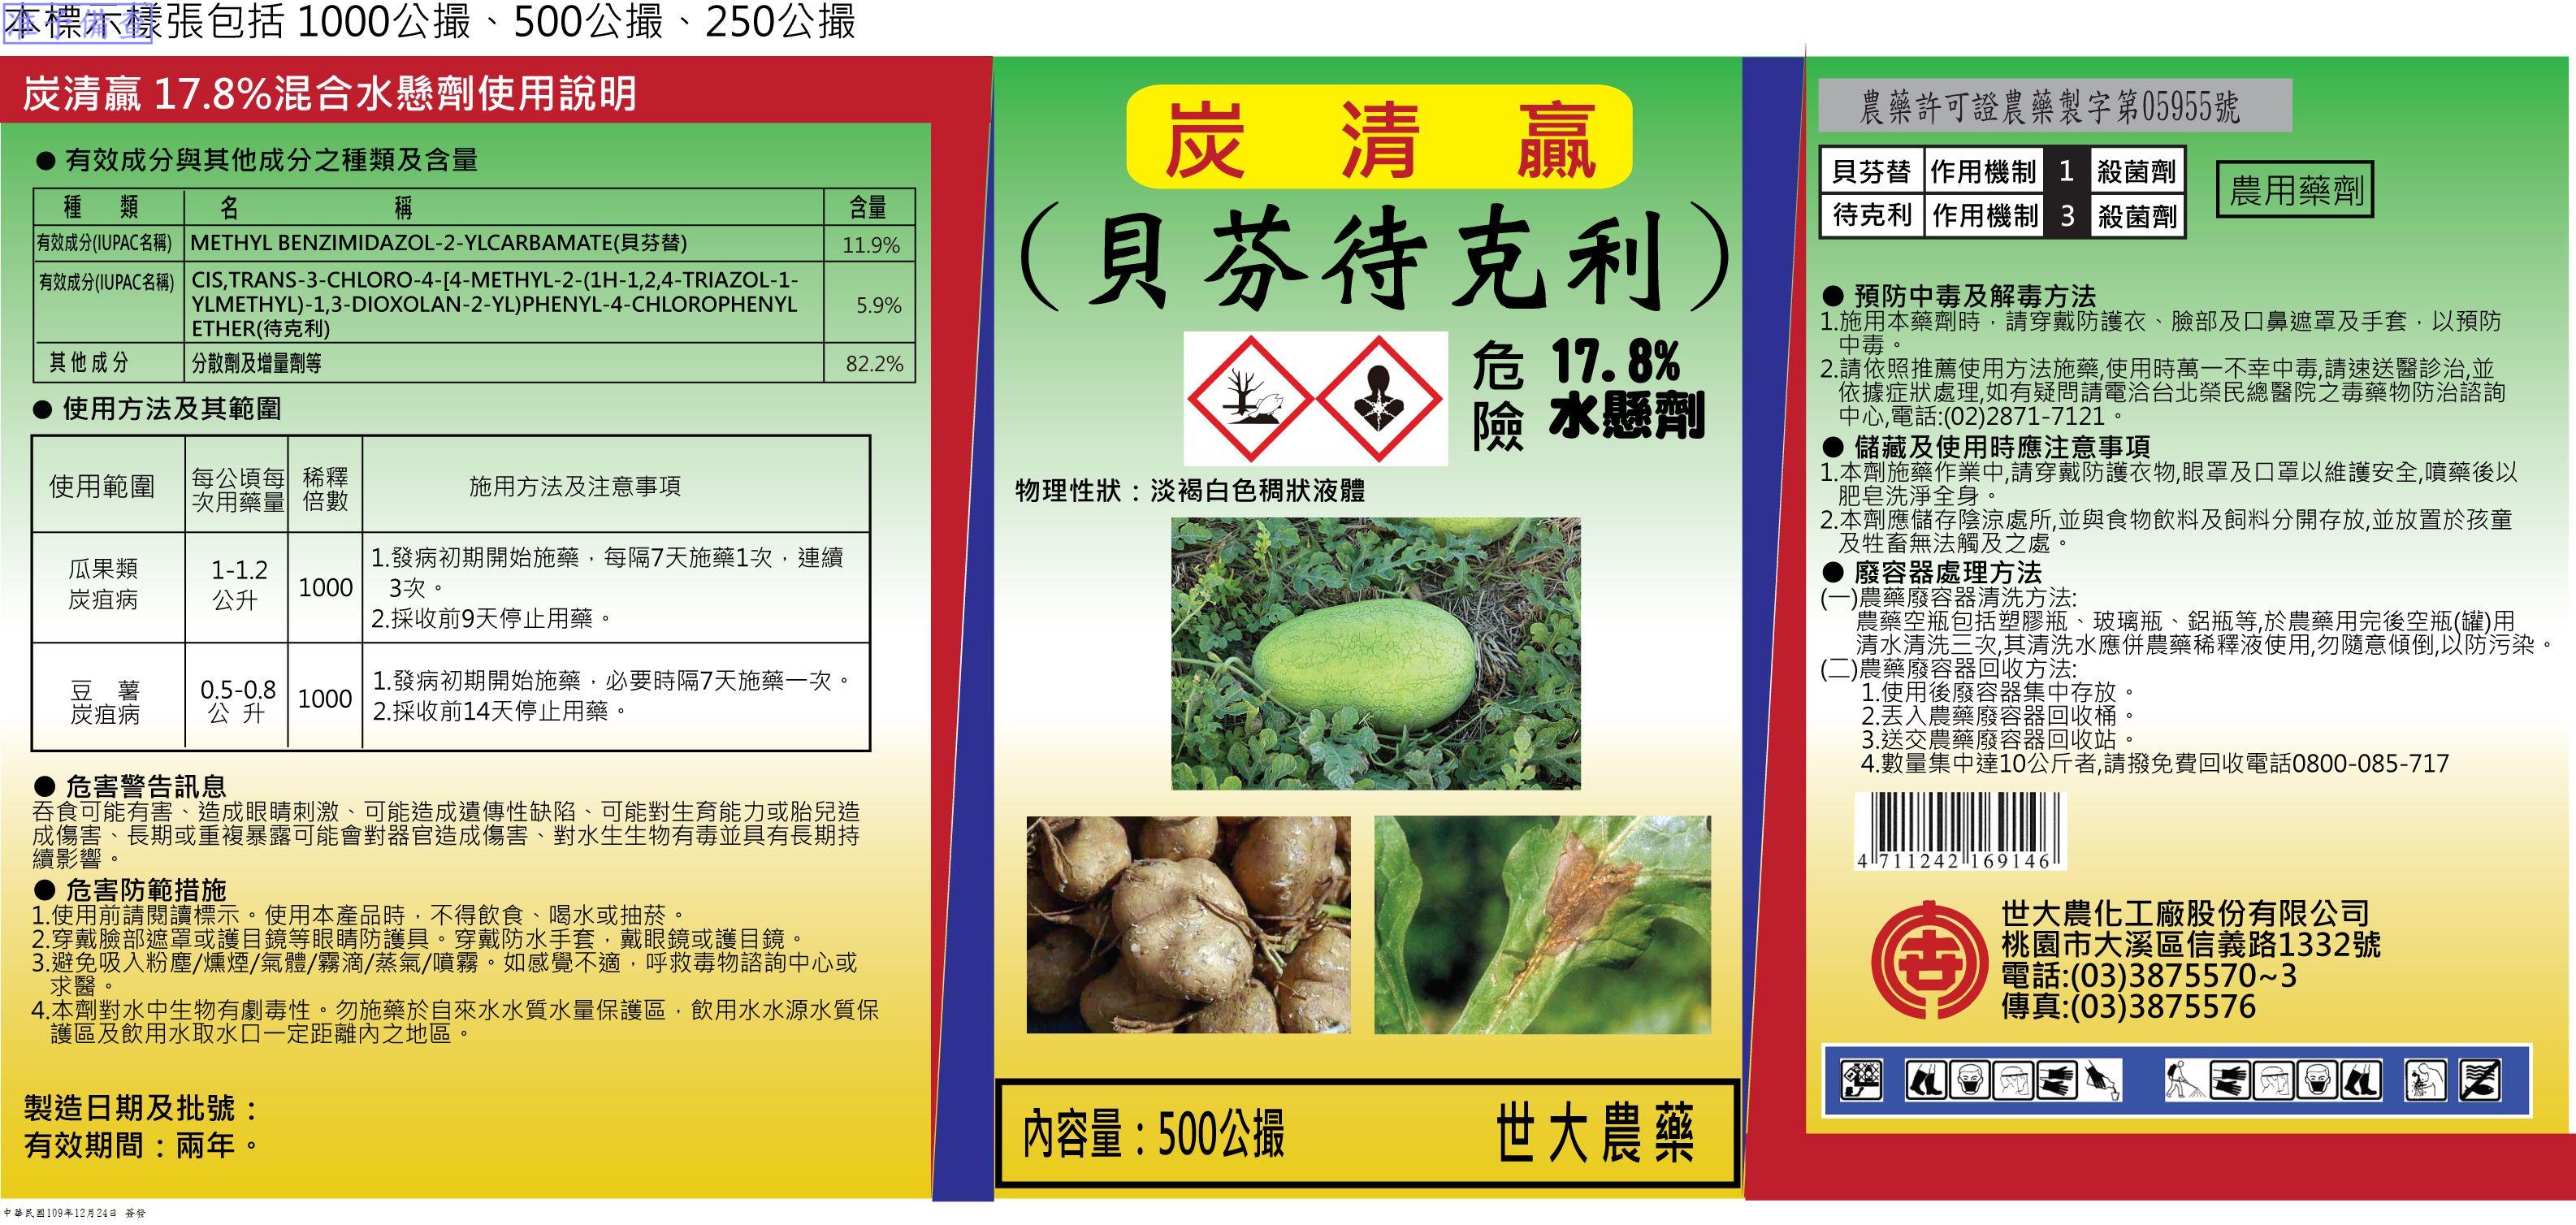 本標示樣張包括 1000公撮、500公撮、250公撮
准予備查
炭清贏 17.8%混合水懸劑使用說明
● 有效成分與其他成分之種類及含量
種 類 名 稱 含量
有效成分(IUPAC名稱) METHYL BENZIMIDAZOL-2-YLCARBAMATE(貝芬替) 11.9%
有效成分(IUPAC名稱) CIS,TRANS-3-CHLORO-4-[4-METHYL-2-(1H-1,2,4-TRIAZOL-1-
YLMETHYL)-1,3-DIOXOLAN-2-YL)PHENYL-4-CHLOROPHENYL 5.9%
ETHER(待克利)
其他成分 分散劑及增量劑等 82.2%
● 使用方法及其範圍
使用範圍 每公頃每次用藥量 稀釋倍數 施用方法及注意事項
瓜果類炭疽病 1-1.2公升 1000 1.發病初期開始施藥，每隔7天施藥1次，連續
3次。
2.採收前9天停止用藥。
豆 薯炭疽病 0.5-0.8公 升 1000 1.發病初期開始施藥，必要時隔7天施藥一次。
2.採收前14天停止用藥。
● 危害警告訊息
吞食可能有害、造成眼睛刺激、可能造成遺傳性缺陷、可能對生育能力或胎兒造
成傷害、長期或重複暴露可能會對器官造成傷害、對水生生物有毒並具有長期持
續影響。
● 危害防範措施
1.使用前請閱讀標示。使用本產品時，不得飲食、喝水或抽菸。
2.穿戴臉部遮罩或護目鏡等眼睛防護具。穿戴防水手套，戴眼鏡或護目鏡。
3.避免吸入粉塵/燻煙/氣體/霧滴/蒸氣/噴霧。如感覺不適，呼救毒物諮詢中心或
求醫。
4.本劑對水中生物有劇毒性。勿施藥於自來水水質水量保護區，飲用水水源水質保
護區及飲用水取水口一定距離內之地區。
製造日期及批號：
有效期間：兩年。
中華民國109年12月24日 簽發
炭 清 贏
（貝芬待克利）
危險
17.8%
水懸劑
物理性狀：淡褐白色稠狀液體
內容量：500公撮 世大農藥
農藥許可證農藥製字第05955號
貝芬替 作用機制 1 殺菌劑
待克利 作用機制 3 殺菌劑
農用藥劑
● 預防中毒及解毒方法
1.施用本藥劑時，請穿戴防護衣、臉部及口鼻遮罩及手套，以預防
中毒。
2.請依照推薦使用方法施藥,使用時萬一不幸中毒,請速送醫診治,並
依據症狀處理,如有疑問請電洽台北榮民總醫院之毒藥物防治諮詢
中心,電話:(02)2871-7121。
● 儲藏及使用時應注意事項
1.本劑施藥作業中,請穿戴防護衣物,眼罩及口罩以維護安全,噴藥後以
肥皂洗淨全身。
2.本劑應儲存陰涼處所,並與食物飲料及飼料分開存放,並放置於孩童
及牲畜無法觸及之處。
● 廢容器處理方法
(一)農藥廢容器清洗方法:
農藥空瓶包括塑膠瓶、玻璃瓶、鋁瓶等,於農藥用完後空瓶(罐)用
清水清洗三次,其清洗水應併農藥稀釋液使用,勿隨意傾倒,以防污染。
(二)農藥廢容器回收方法:
1.使用後廢容器集中存放。
2.丟入農藥廢容器回收桶。
3.送交農藥廢容器回收站。
4.數量集中達10公斤者,請撥免費回收電話0800-085-717
4 711242 169146
世大農化工廠股份有限公司
桃園市大溪區信義路1332號
電話:(03)3875570~3
傳真:(03)3875576